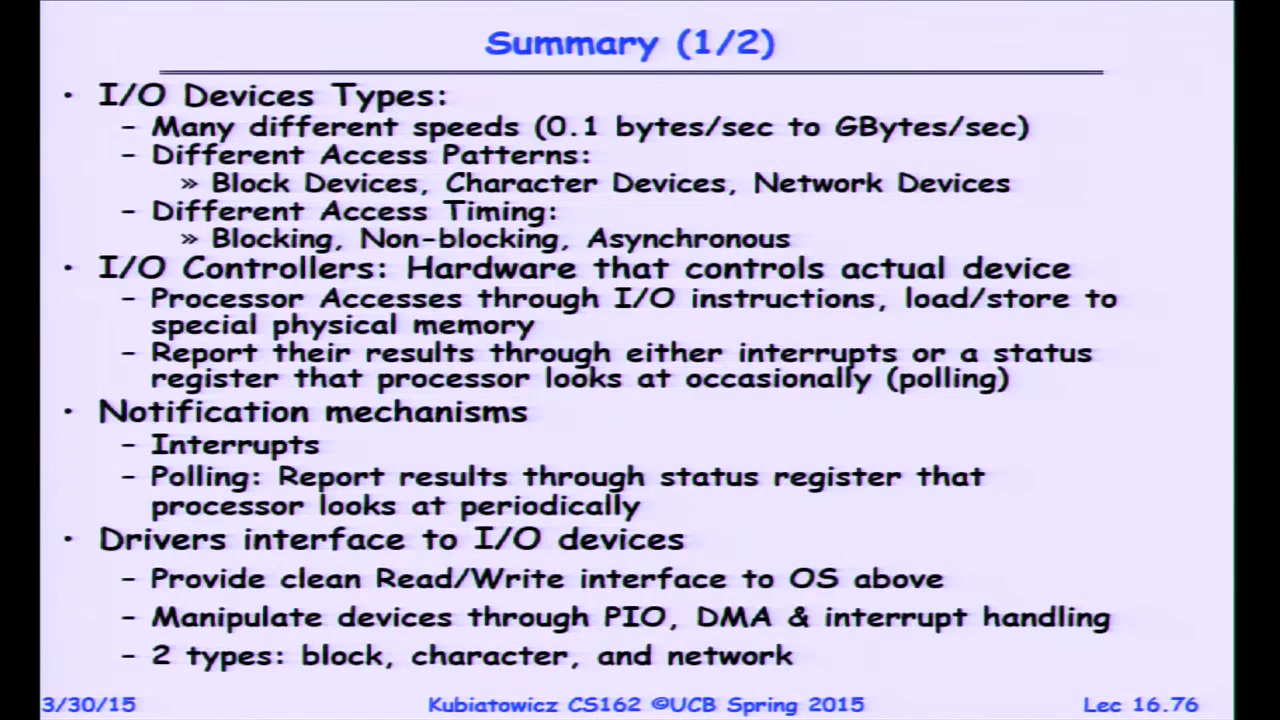 Summary (1/2)
• I/O Devices Types:
– Many different speeds (0.1 bytes/sec to GBytes/sec)
– Different Access Patterns:
» Block Devices, Character Devices, Network Devices
– Different Access Timing:
» Blocking, Non-blocking, Asynchronous
• I/O Controllers: Hardware that controls actual device
– Processor Accesses through I/O instructions, load/store to
special physical memory
– Report their results through either interrupts or a status
register that processor looks at occasionally (polling)
• Notification mechanisms
– Interrupts
– Polling: Report results through status register that
processor looks at periodically
• Drivers interface to I/O devices
– Provide clean Read/Write interface to OS above
– Manipulate devices through PIO, DMA & interrupt handling
– 2 types: block, character, and network
3/30/15 Kubiatowicz CS162 ©UCB Spring 2015 Lec 16.76